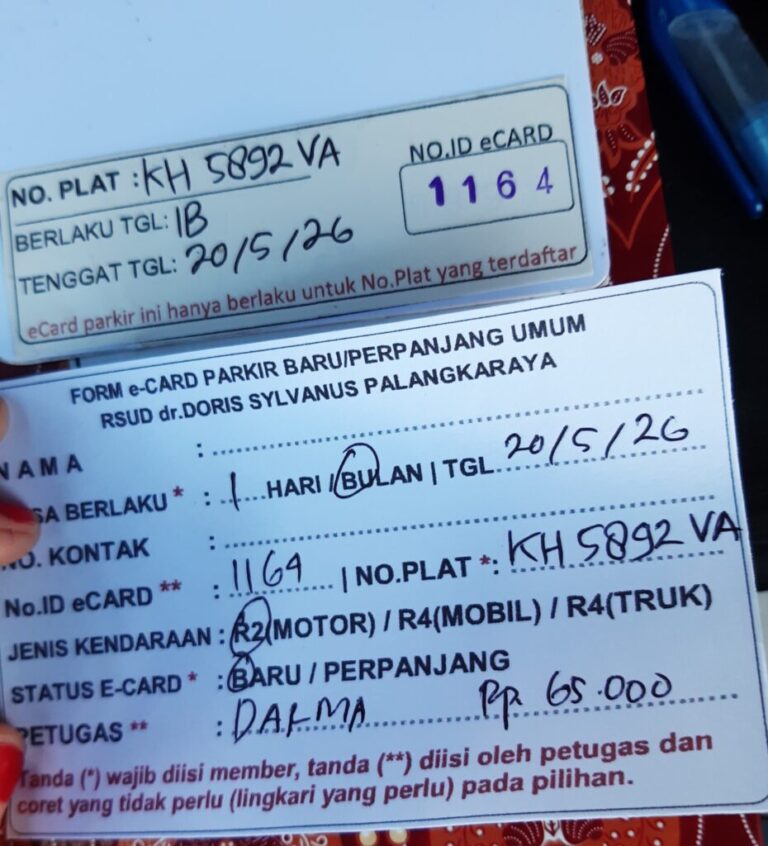 NO. PLAT : KH 5892 VA
NO.ID eCARD
1164
BERLAKU TGL: 1B
TENGGAT TGL: 20/5/26
eCard parkir ini hanya berlaku untuk No.Plat yang terdaftar
FORM e-CARD PARKIR BARU/PERPANJANG UMUM
RSUD dr.DORIS SYLVANUS PALANGKARAYA
NAMA :
SA BERLAKU * : 1 HARI / BULAN | TGL 20/5/26
NO. KONTAK :
No.ID eCARD ** : 1164 | NO.PLAT *: KH 5892 VA
JENIS KENDARAAN : R2(MOTOR) / R4(MOBIL) / R4(TRUK)
STATUS E-CARD * : BARU / PERPANJANG
PETUGAS ** : Rp 65.000
Tanda (*) wajib diisi member, tanda (**) diisi oleh petugas dan
coret yang tidak perlu (lingkari yang perlu) pada pilihan.